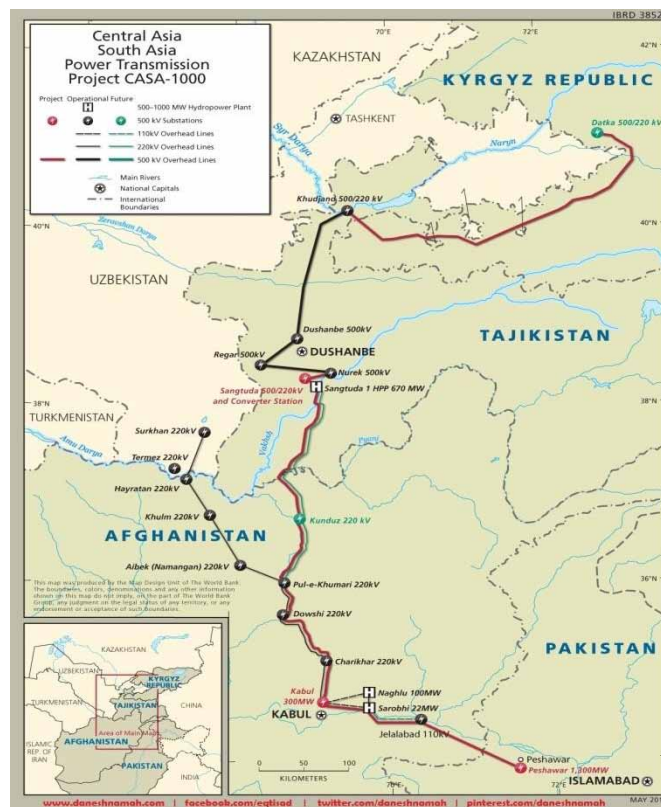 IBRD 3852
Central Asia
South Asia
Power Transmission
Project CASA-1000
Project Operational Future
500–1000 MW Hydropower Plant
500 kV Substations
110kV Overhead Lines
220kV Overhead Lines
500 kV Overhead Lines
Main Rivers
National Capitals
International
Boundaries
70°E
72°E
42°N
KAZAKHSTAN
KYRGYZ REPUBLIC
TASHKENT
Datka 500/220 kV
Syr Darya
Naryn
Khudjand 500/220 kV
Zeravshan Darya
40°N
40°N
UZBEKISTAN
Dushanbe 500kV
DUSHANBE
TAJIKISTAN
Regar 500kV
Nurek 500kV
Sangtuda 500/220kV
and Converter Station
Sangtuda 1 HPP 670 MW
38°N
38°N
TURKMENISTAN
Surkhan 220kV
Vakhsh
Pianj
Amu Darya
Termez 220kV
Hayratan 220kV
Khulm 220kV
AFGHANISTAN
Kunduz 220 kV
Aibek (Namangan) 220kV
36°N
Pul-e-Khumari 220kV
This map was produced by the Map Design Unit of The World Bank.
The boundaries, colors, denominations and any other information
shown on this map do not imply, on the part of The World Bank
Group, any judgment on the legal status of any territory, or any
endorsement or acceptance of such boundaries.
Dowshi 220kV
PAKISTAN
Charikhar 220kV
Kabul
300MW
Naghlu 100MW
Sarobhi 22MW
KABUL
Jelalabad 110kV
34°N
Peshawar
Peshawar 1,300MW
ISLAMABAD
0 50 100
KILOMETERS
70°E
72°E
KAZAKHSTAN
UZBEKISTAN
KYRGYZ
REPUBLIC
TURKMENISTAN
TAJIKISTAN
CHINA
Area of Main Map
AFGHANISTAN
ISLAMIC
REP. OF
IRAN
PAKISTAN
INDIA
MAY 20
www.daneshnamah.com | facebook.com/eqtisad | twitter.com/daneshnamah | pinterest.com/daneshnamah